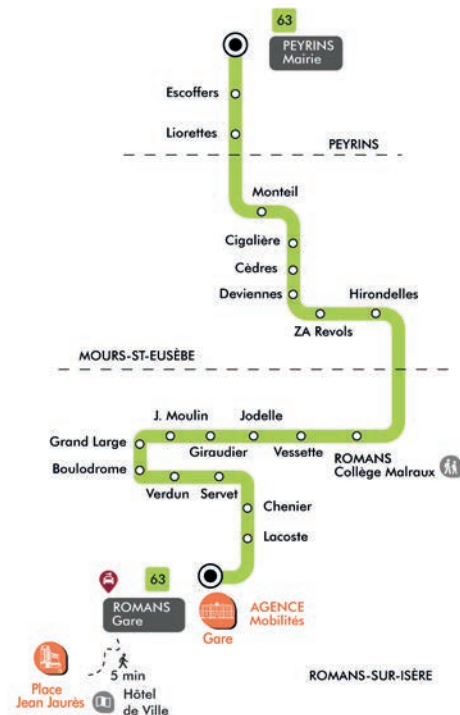 63
PEYRINS
Mairie
Escoffers
Liorettes
PEYRINS
Monteil
Cigalière
Cèdres
Deviennes
Hirondelles
ZA Revols
MOURS-ST-EUSÈBE
J. Moulin
Jodelle
Grand Large
Giraudier
Vessette
ROMANS
Collège Malraux
Boulodrome
Verdun
Servet
Chenier
Lacoste
63
ROMANS
Gare
AGENCE
Mobilités
Gare
5 min
Place
Jean Jaurès
Hôtel
de Ville
ROMANS-SUR-ISÈRE